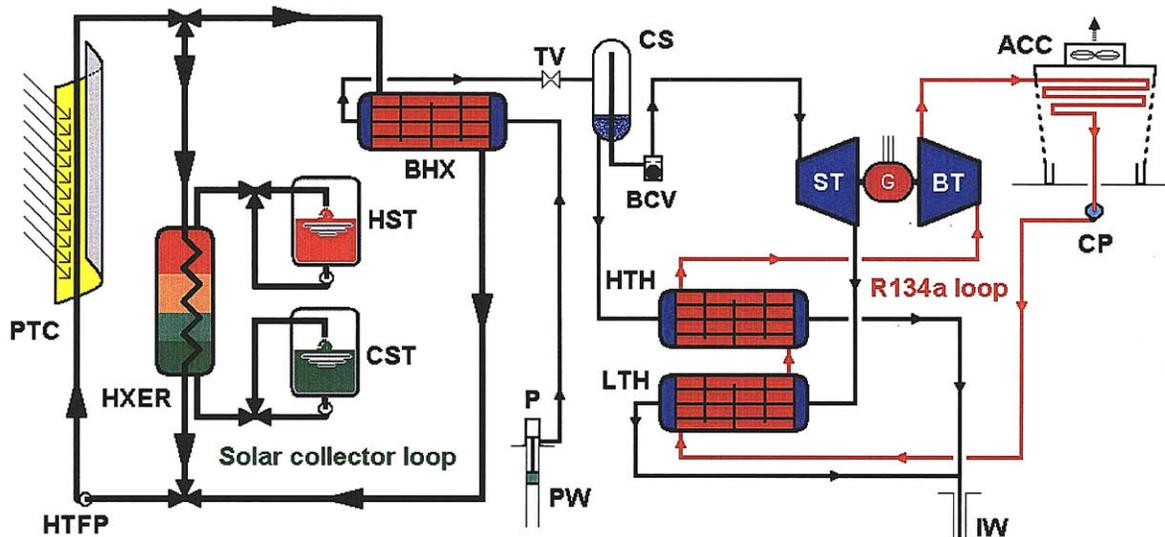 TV
CS
ACC
BHX
BCV
ST
G
BT
HST
CP
HTH
R134a loop
PTC
CST
LTH
HXER
P
Solar collector loop
PW
HTFP
IW